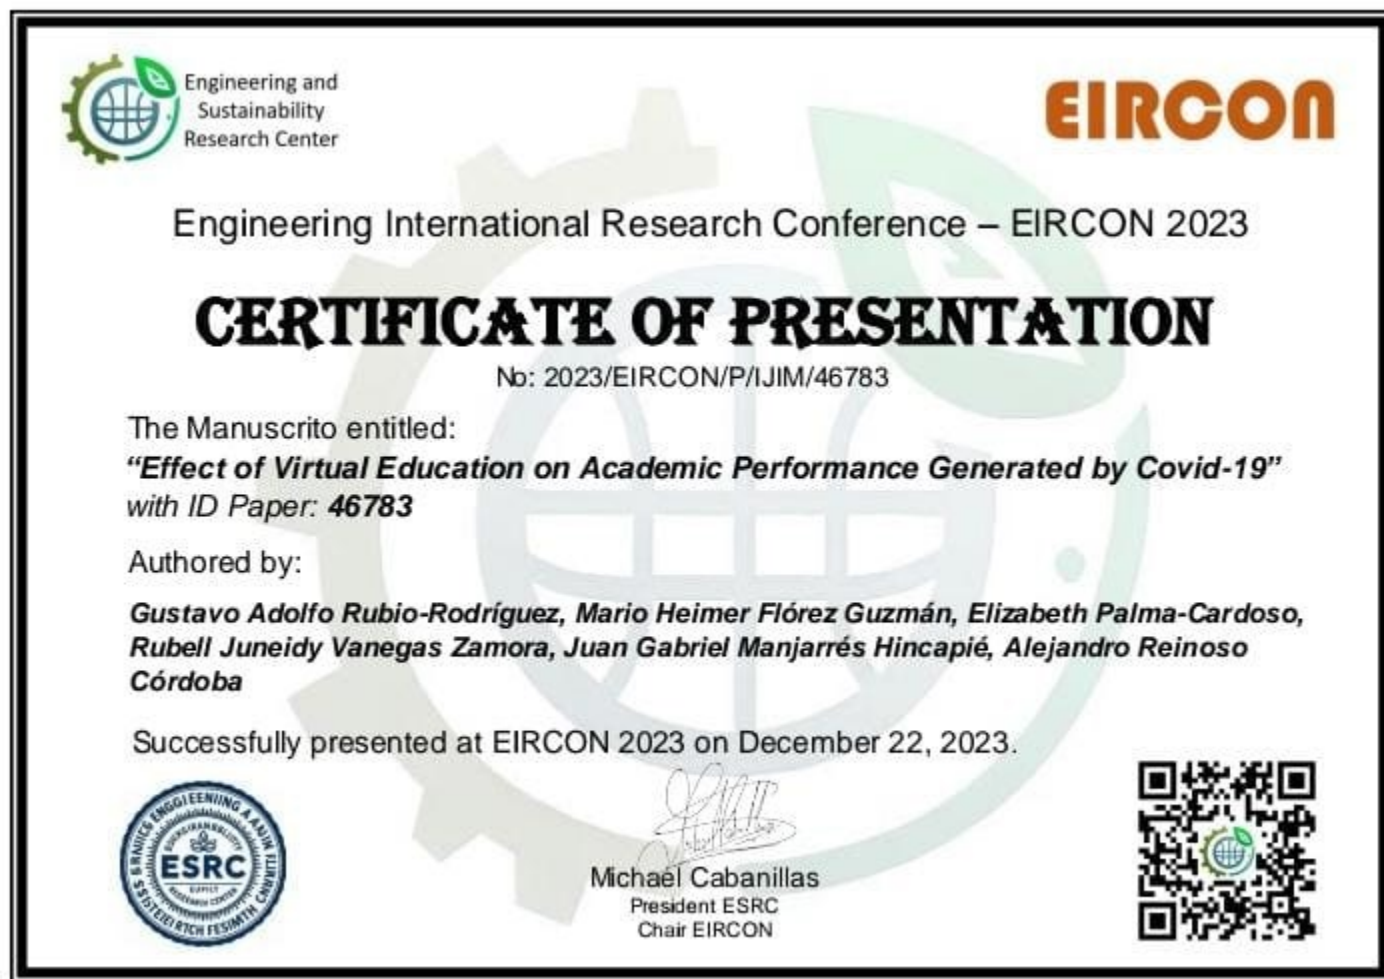 Engineering and
Sustainability
Research Center
EIRCON
Engineering International Research Conference – EIRCON 2023
CERTIFICATE OF PRESENTATION
No: 2023/EIRCON/P/IJIM/46783
The Manuscrito entitled:
“Effect of Virtual Education on Academic Performance Generated by Covid-19”
with ID Paper: 46783
Authored by:
Gustavo Adolfo Rubio-Rodríguez, Mario Heimer Flórez Guzmán, Elizabeth Palma-Cardoso,
Rubell Juneidy Vanegas Zamora, Juan Gabriel Manjarrés Hincapié, Alejandro Reinoso
Córdoba
Successfully presented at EIRCON 2023 on December 22, 2023.
ESRC
Michael Cabanillas
President ESRC
Chair EIRCON